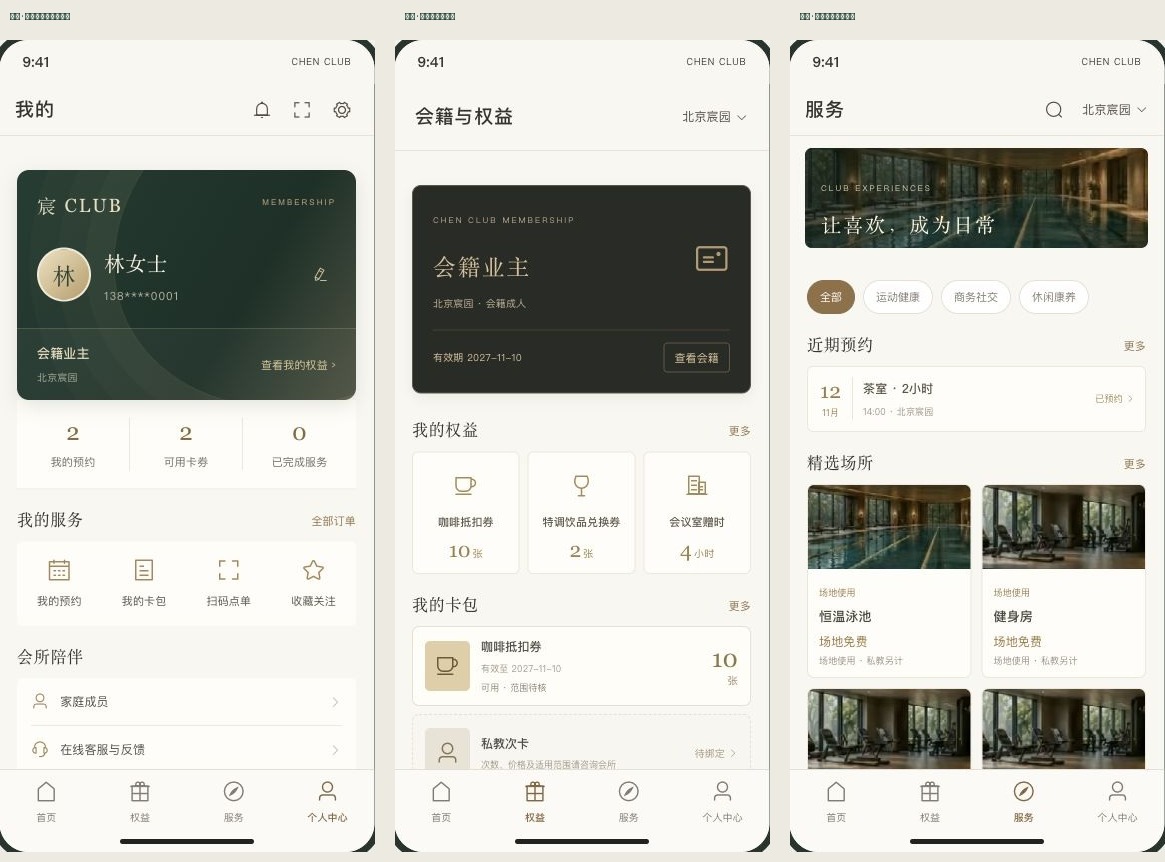 9:41
CHEN CLUB
我的
宸 CLUB
MEMBERSHIP
林
林女士
138****0001
会籍业主
北京宸园
查看我的权益 ›
2
我的预约
2
可用卡券
0
已完成服务
我的服务
全部订单
我的预约
我的卡包
扫码点单
收藏关注
会所陪伴
家庭成员
在线客服与反馈
首页
权益
服务
个人中心
9:41
CHEN CLUB
会籍与权益
北京宸园
CHEN CLUB MEMBERSHIP
会籍业主
北京宸园 · 会籍成人
有效期 2027-11-10
查看会籍
我的权益
更多
咖啡抵扣券
10 张
特调饮品兑换券
2 张
会议室赠时
4 小时
我的卡包
更多
咖啡抵扣券
有效至 2027-11-10
可用 · 范围待核
10
张
私教次卡
次数、价格及适用范围请咨询会所
待绑定
首页
权益
服务
个人中心
9:41
CHEN CLUB
服务
北京宸园
CLUB EXPERIENCES
让喜欢，成为日常
全部
运动健康
商务社交
休闲康养
近期预约
更多
12
11月
茶室 · 2小时
14:00 · 北京宸园
已预约
精选场所
更多
场地使用
恒温泳池
场地免费
场地使用 · 私教另计
场地使用
健身房
场地免费
场地使用 · 私教另计
首页
权益
服务
个人中心